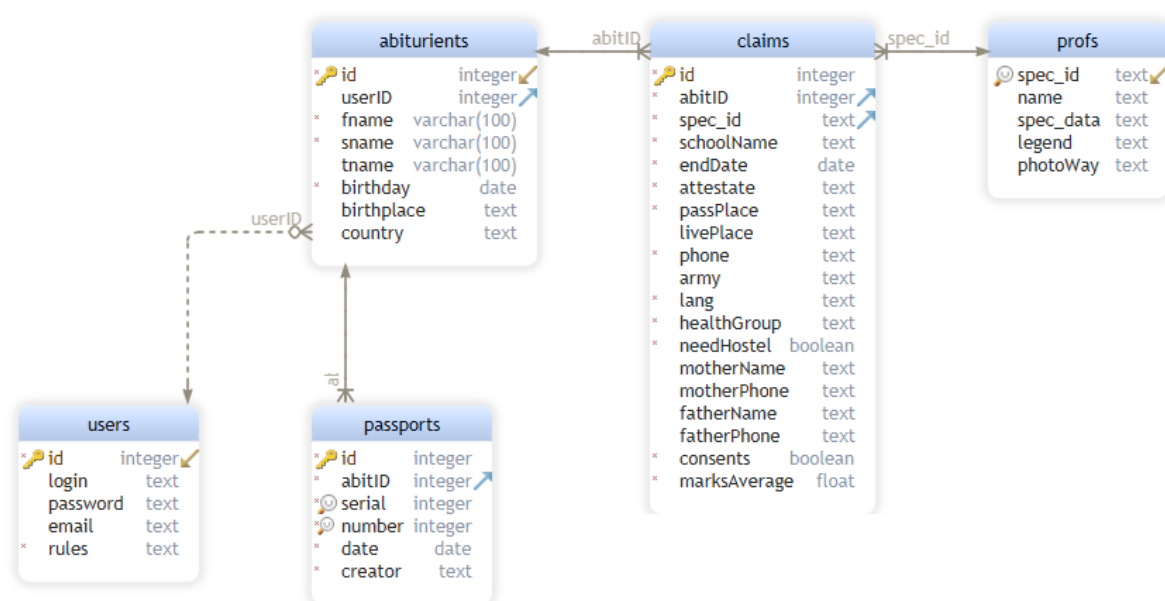 abiturients
id integer
userID integer
fname varchar(100)
sname varchar(100)
tname varchar(100)
birthday date
birthplace text
country text
abitID
claims
id integer
abitID integer
spec_id text
schoolName text
endDate date
attestate text
passPlace text
livePlace text
phone text
army text
lang text
healthGroup text
needHostel boolean
motherName text
motherPhone text
fatherName text
fatherPhone text
consents boolean
marksAverage float
spec_id
profs
spec_id text
name text
spec_data text
legend text
photoWay text
userID
users
id integer
login text
password text
email text
rules text
passports
id integer
abitID integer
serial integer
number integer
date date
creator text